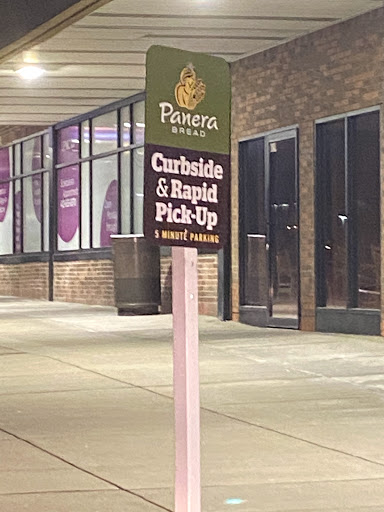 Panera
BREAD
Curbside
& Rapid
Pick-Up
5 MINUTE PARKING